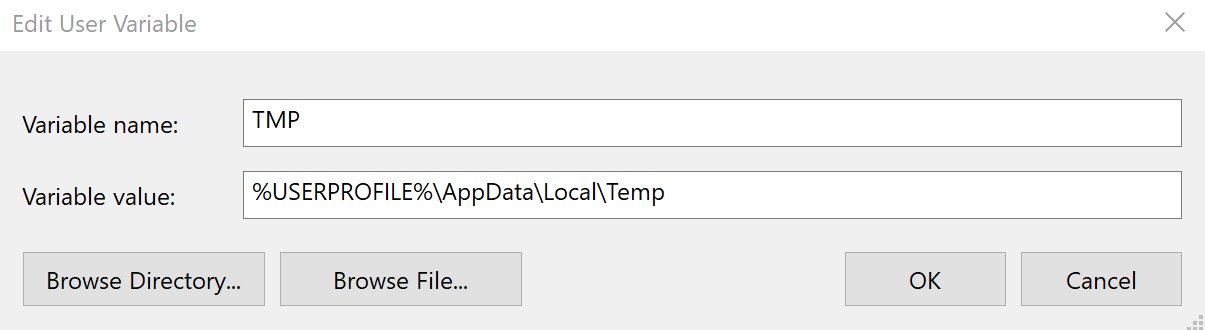 Edit User Variable
Variable name:
TMP
Variable value:
%USERPROFILE%\AppData\Local\Temp
Browse Directory...
Browse File...
OK
Cancel